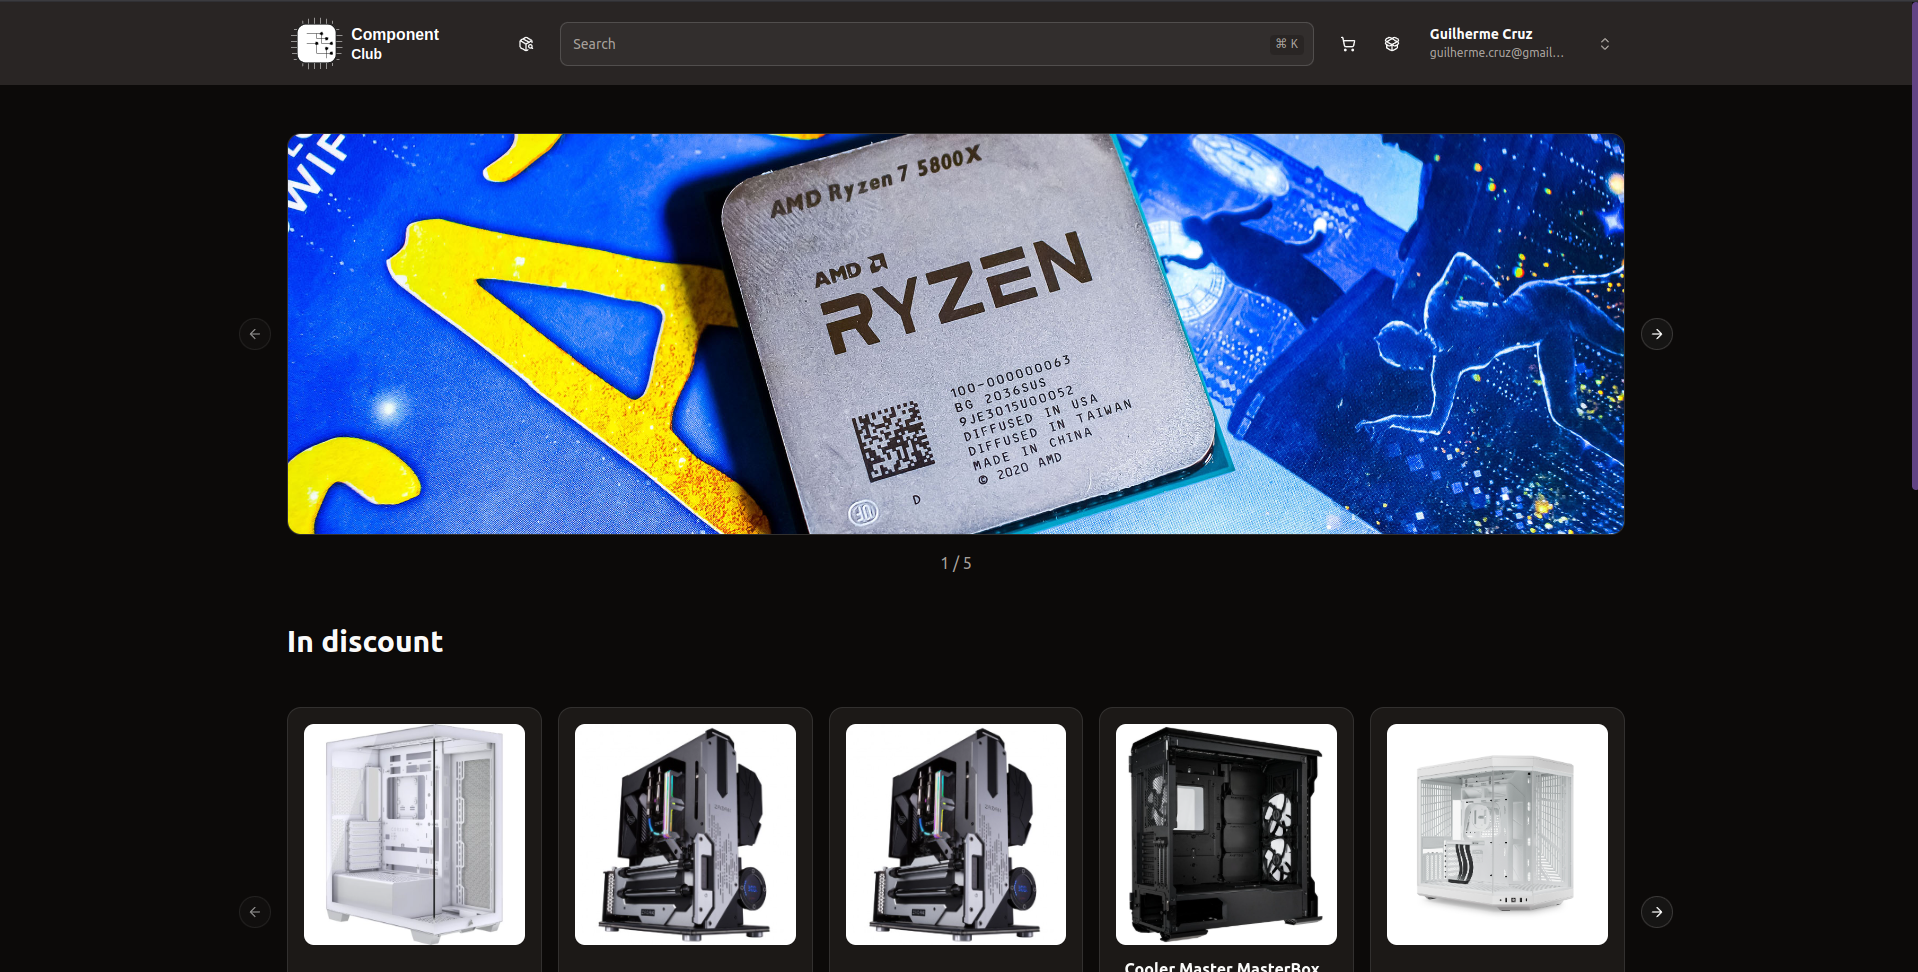 Component
Club
Search
⌘ K
Guilherme Cruz
guilherme.cruz@gmail...
WiF
AMD Ryzen 7 5800X
AMD
RYZEN
100-000000063
BG 2036SUS
9JE3015U00052
DIFFUSED IN USA
DIFFUSED IN TAIWAN
MADE IN CHINA
© 2020 AMD
D
1 / 5
In discount
Cooler Master MasterBox